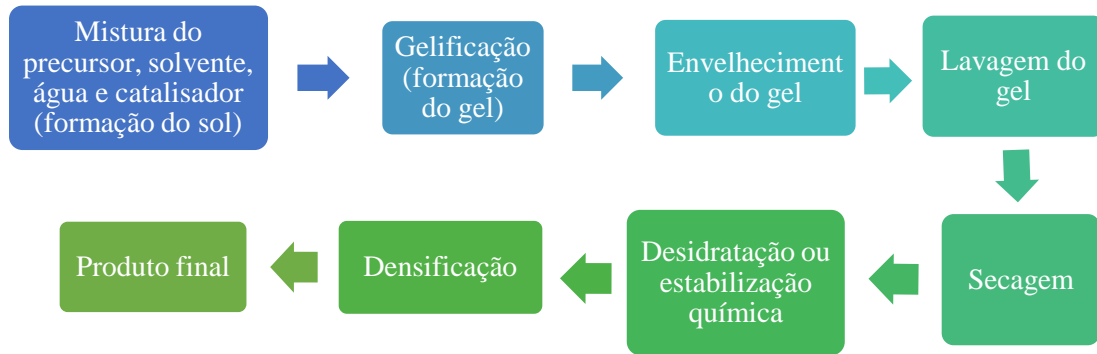 Mistura do
precursor, solvente,
água e catalisador
(formação do sol)
Gelificação
(formação
do gel)
Envelheciment
o do gel
Lavagem do
gel
Secagem
Desidratação ou
estabilização
química
Densificação
Produto final